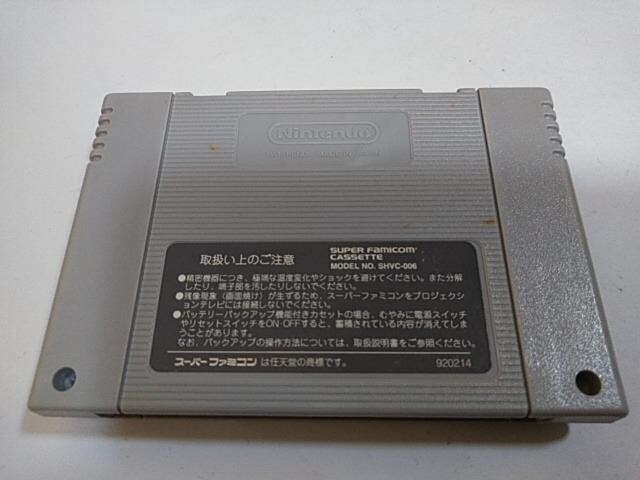 Nintendo
取扱い上のご注意
SUPER FAMICOM
CASSETTE
MODEL NO. SHVC-006
●精密機器につき、極端な温度変化やショックを避けてください。また分解
したり、端子部を汚したりしないでください。
●残像現象(画面焼け)が生ずるため、スーパーファミコンをプロジェクシ
ョンテレビには接続しないでください。
●バッテリーバックアップ機能付きカセットの場合、むやみに電源スイッチ
やリセットスイッチをON・OFFすると、蓄積されている内容が消えてしま
うことがあります。
なお、バックアップの操作方法については、取扱説明書をご参照ください。
スーパーファミコンは任天堂の商標です。
920214